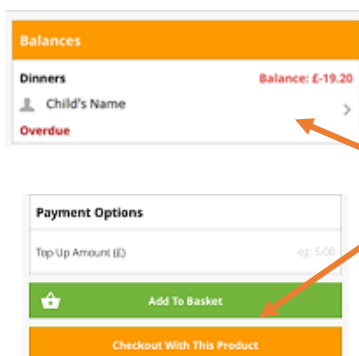 Balances
Dinners Balance: £-19.20
Child's Name
Overdue
Payment Options
Top Up Amount (£) eg: 5.00
Add To Basket
Checkout With This Product